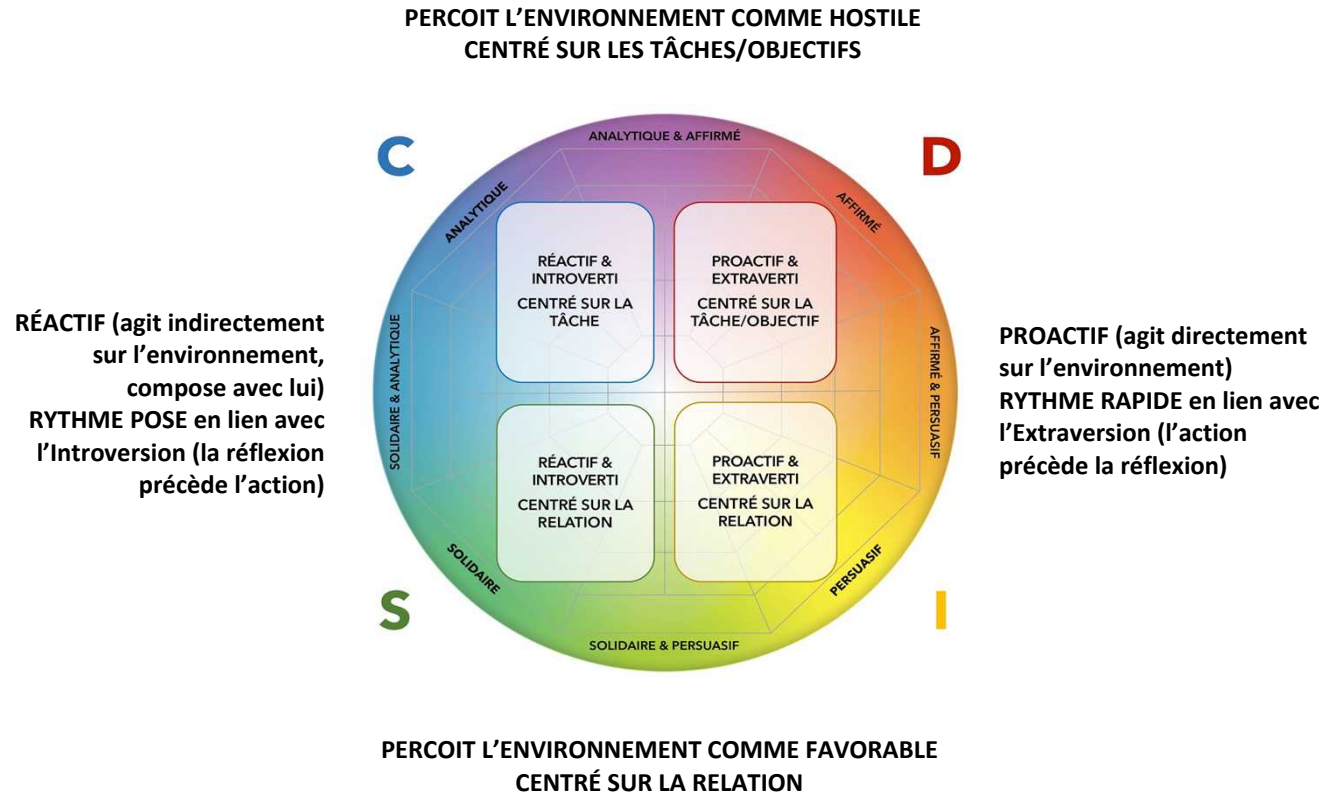 PERCOIT L’ENVIRONNEMENT COMME HOSTILE
CENTRÉ SUR LES TÂCHES/OBJECTIFS
C
D
ANALYTIQUE & AFFIRMÉ
ANALYTIQUE
AFFIRMÉ
RÉACTIF &
INTROVERTI
CENTRÉ SUR LA
TÂCHE
PROACTIF &
EXTRAVERTI
CENTRÉ SUR LA
TÂCHE/OBJECTIF
RÉACTIF (agit indirectement
sur l’environnement,
compose avec lui)
RYTHME POSE en lien avec
l’Introversion (la réflexion
précède l’action)
SOLIDAIRE & ANALYTIQUE
AFFIRMÉ & PERSUASIF
PROACTIF (agit directement
sur l’environnement)
RYTHME RAPIDE en lien avec
l’Extraversion (l’action
précède la réflexion)
RÉACTIF &
INTROVERTI
CENTRÉ SUR LA
RELATION
PROACTIF &
EXTRAVERTI
CENTRÉ SUR LA
RELATION
SOLIDAIRE
PERSUASIF
S
I
SOLIDAIRE & PERSUASIF
PERCOIT L’ENVIRONNEMENT COMME FAVORABLE
CENTRÉ SUR LA RELATION